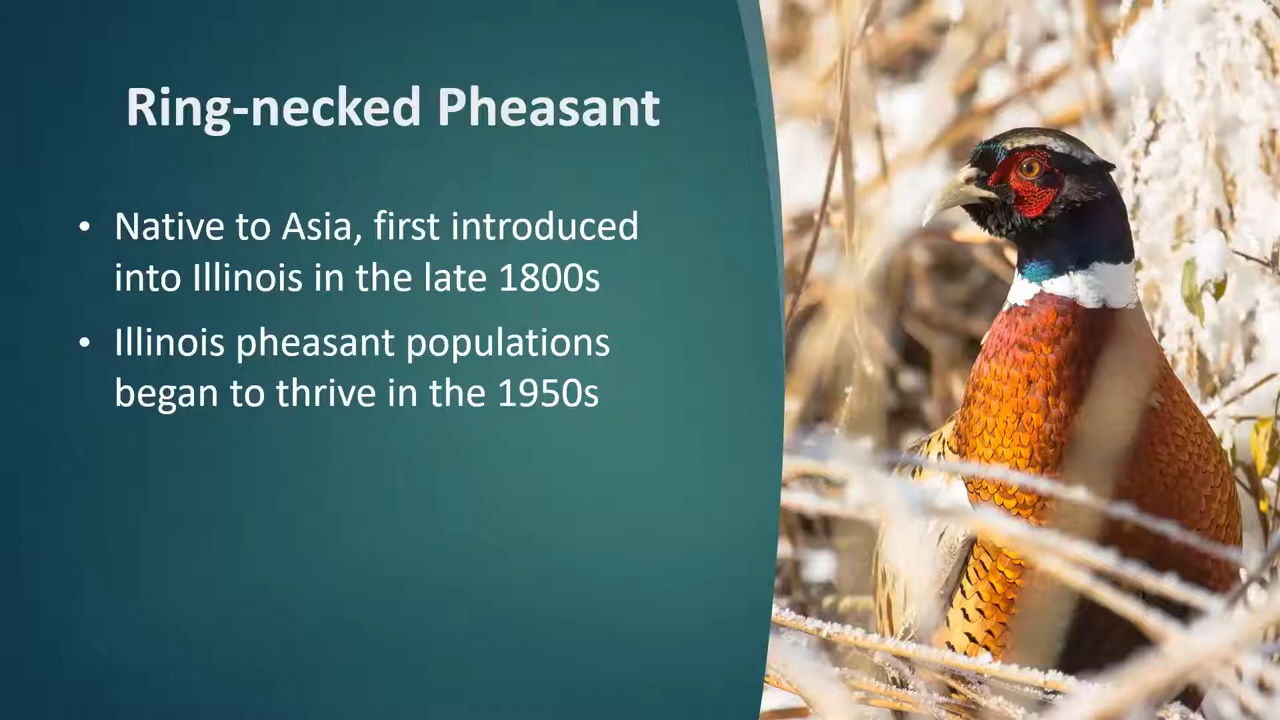 Ring-necked Pheasant
• Native to Asia, first introduced
into Illinois in the late 1800s
• Illinois pheasant populations
began to thrive in the 1950s